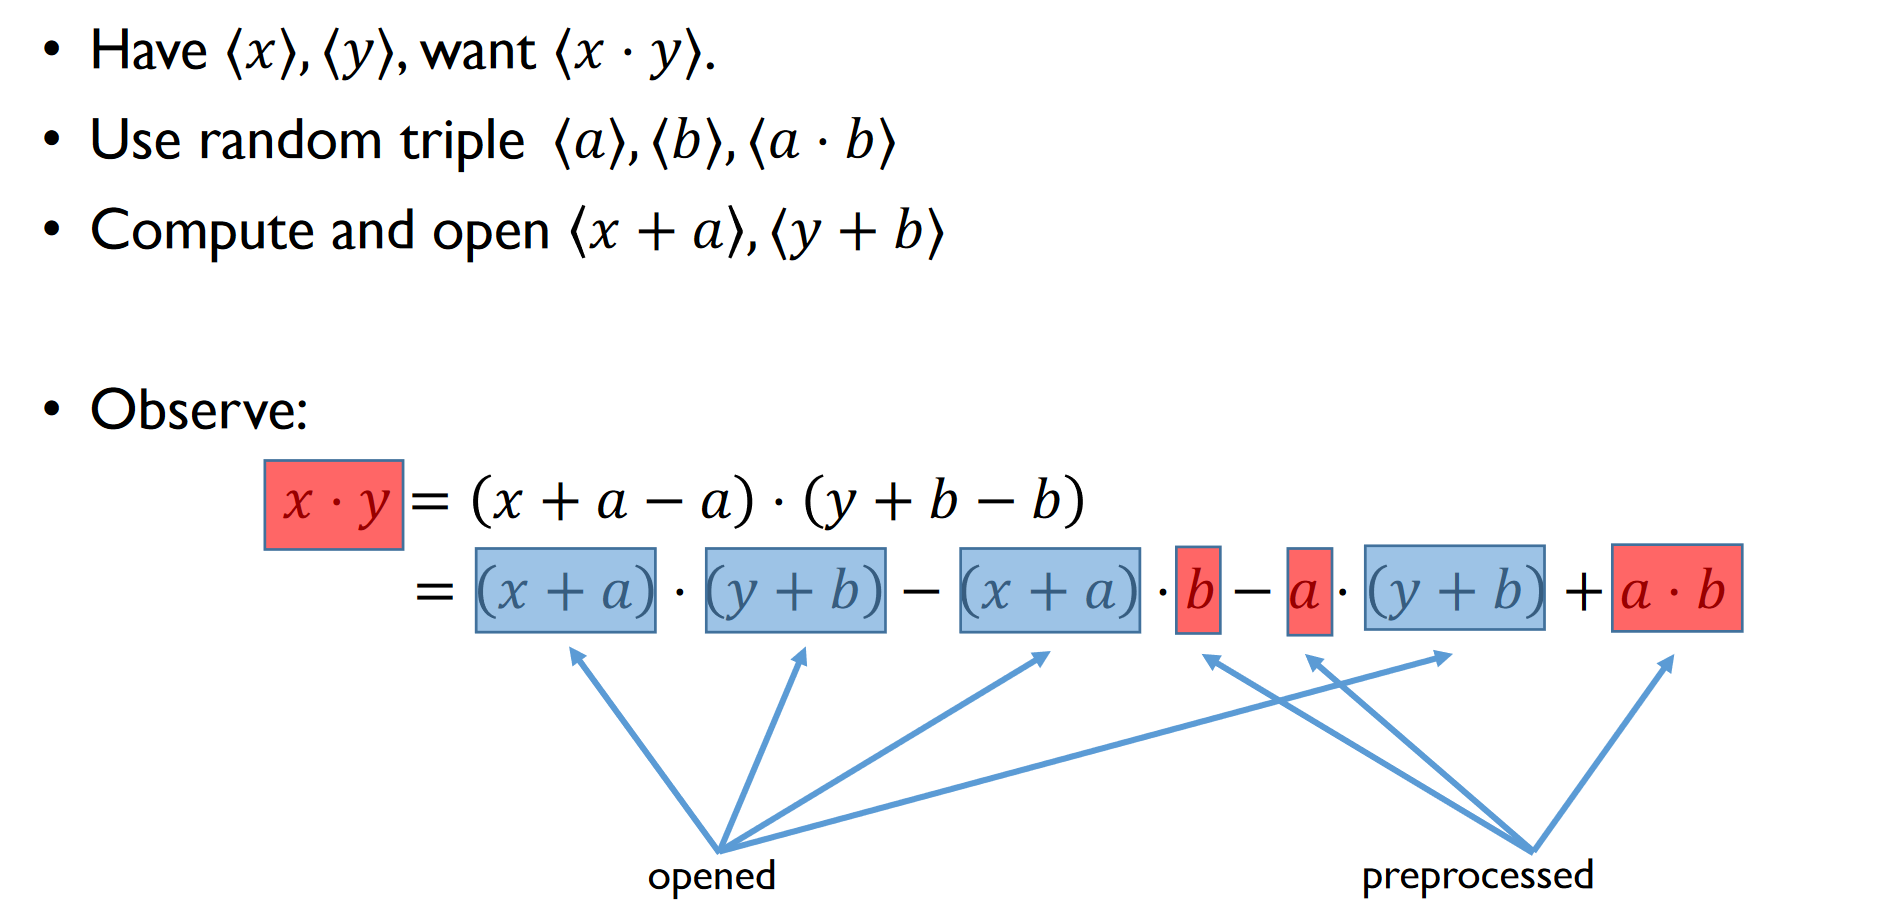 • Have ⟨x⟩, ⟨y⟩, want ⟨x · y⟩.
• Use random triple ⟨a⟩, ⟨b⟩, ⟨a · b⟩
• Compute and open ⟨x + a⟩, ⟨y + b⟩
• Observe:
x · y = (x + a − a) · (y + b − b)
= (x + a) · (y + b) − (x + a) · b − a · (y + b) + a · b
opened preprocessed